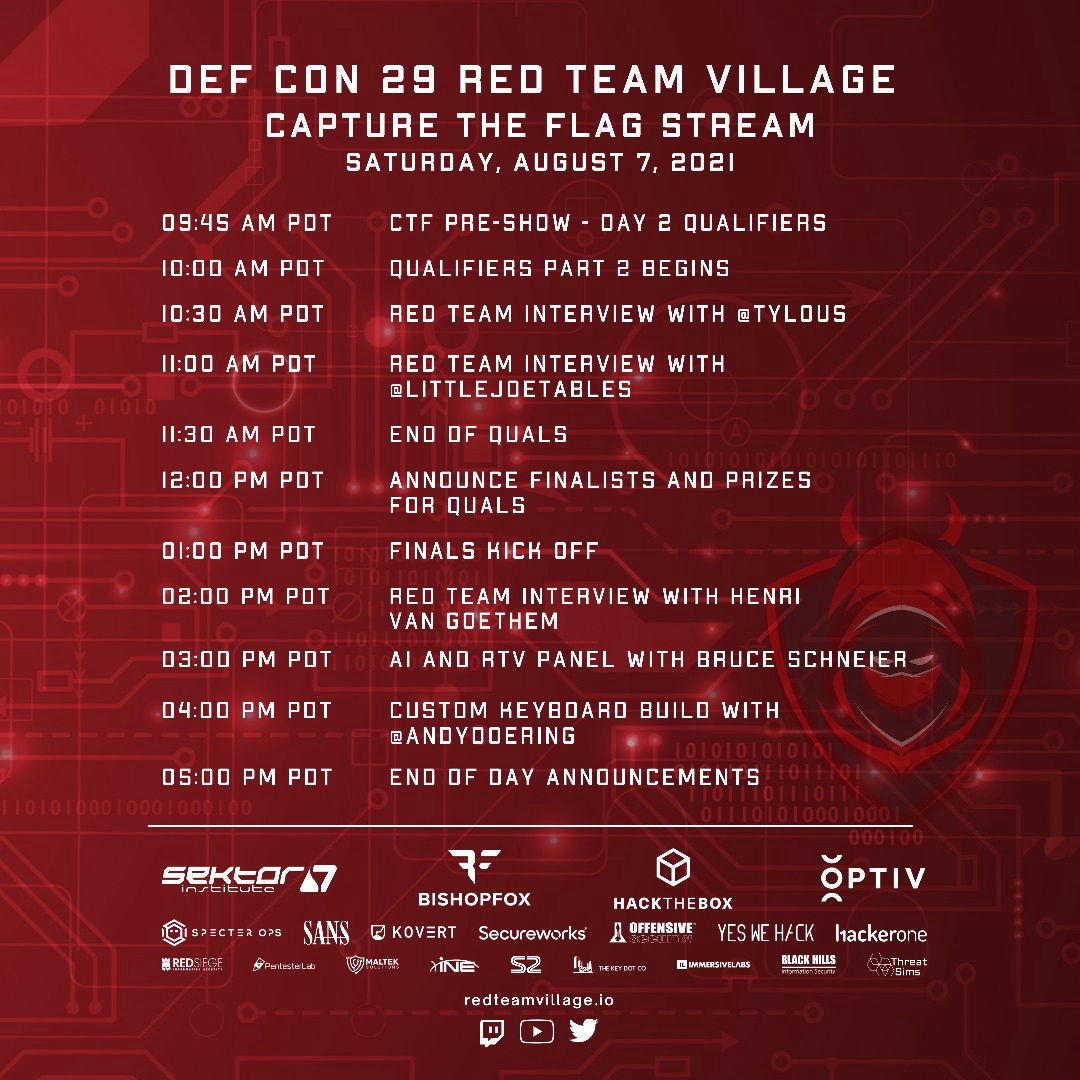 DEF CON 29 RED TEAM VILLAGE
CAPTURE THE FLAG STREAM
SATURDAY, AUGUST 7, 2021
09:45 AM PDT CTF PRE-SHOW - DAY 2 QUALIFIERS
10:00 AM PDT QUALIFIERS PART 2 BEGINS
10:30 AM PDT RED TEAM INTERVIEW WITH @TYLOUS
11:00 AM PDT RED TEAM INTERVIEW WITH
@LITTLEJOETABLES
11:30 AM PDT END OF QUALS
12:00 PM PDT ANNOUNCE FINALISTS AND PRIZES
FOR QUALS
01:00 PM PDT FINALS KICK OFF
02:00 PM PDT RED TEAM INTERVIEW WITH HENRI
VAN GOETHEM
03:00 PM PDT AI AND RTV PANEL WITH BRUCE SCHNEIER
04:00 PM PDT CUSTOM KEYBOARD BUILD WITH
@ANDYDOERING
05:00 PM PDT END OF DAY ANNOUNCEMENTS
SEKTOR7
institute
BISHOPFOX
HACKTHEBOX
OPTIV
SPECTER OPS SANS KOVERT Secureworks OFFENSIVE SECURITY YES WE H/CK hackerone
REDSIEGE INFORMATION SECURITY PentesterLab MALTEK SOLUTIONS INE S2 THE KEY DOT CO IL IMMERSIVELABS BLACK HILLS Information Security Threat Sims
redteamvillage.io